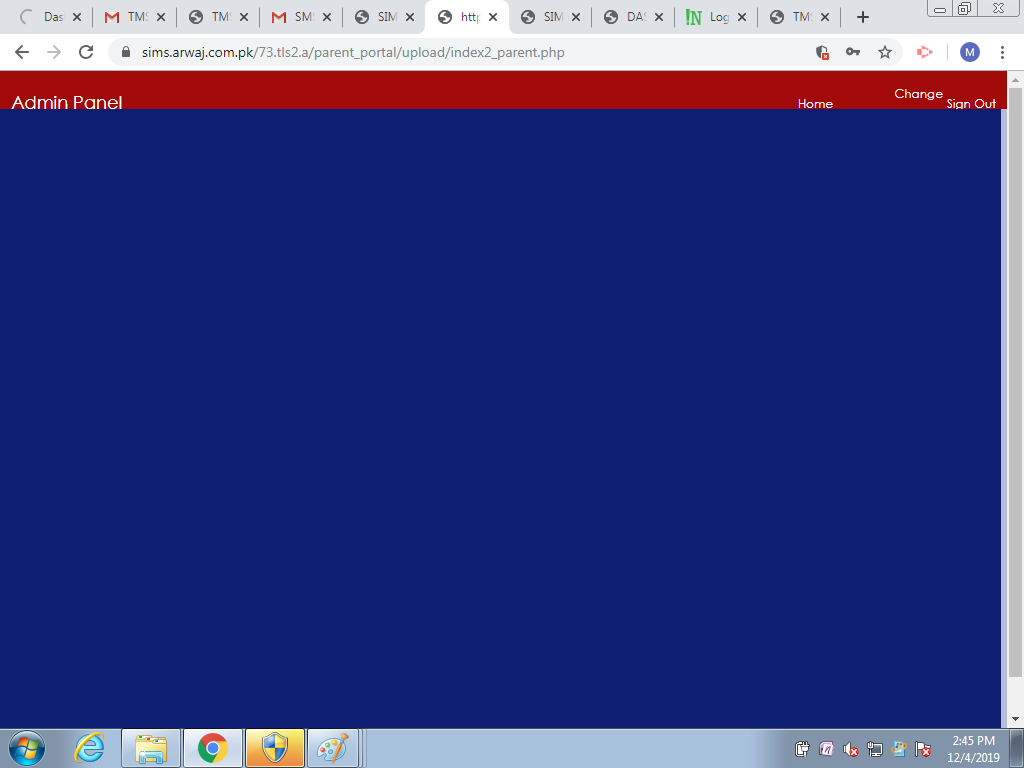 Das TMS TMS SMS SIM http SIM DAS !N Log TMS
sims.arwaj.com.pk/73.tls2.a/parent_portal/upload/index2_parent.php
M
Admin Panel
Home
Change
Sign Out
2:45 PM
12/4/2019